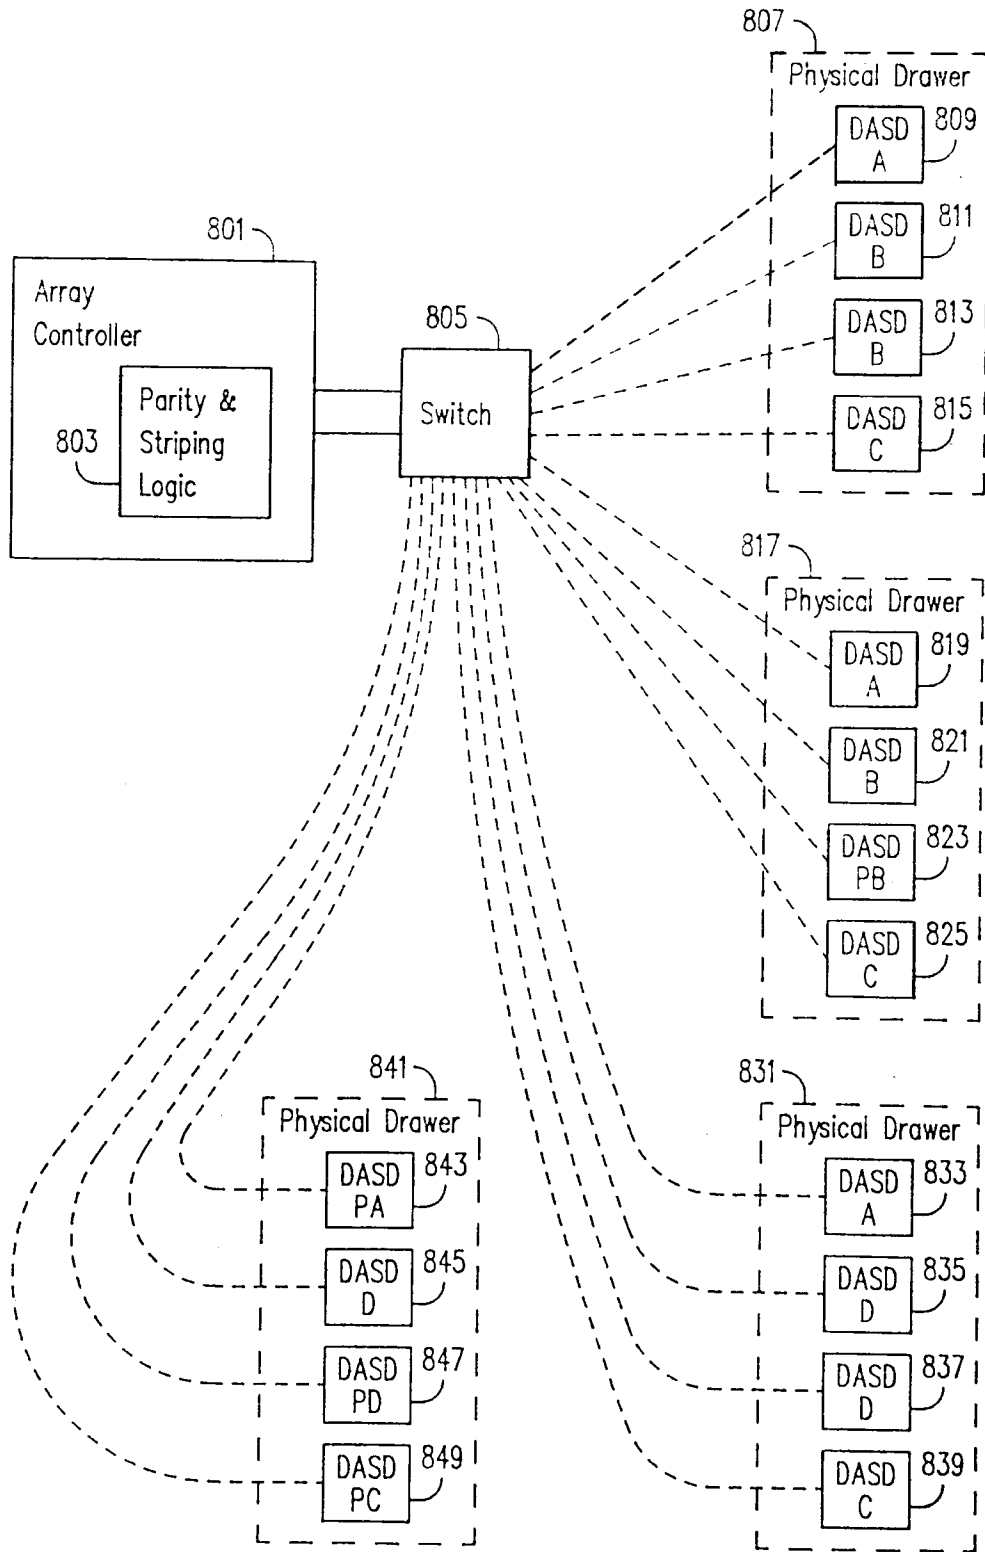 807
Physical Drawer
DASD
A
809
DASD
B
811
DASD
B
813
DASD
C
815
801
Array
Controller
Parity &
Striping
Logic
803
805
Switch
817
Physical Drawer
DASD
A
819
DASD
B
821
DASD
PB
823
DASD
C
825
841
Physical Drawer
DASD
PA
843
DASD
D
845
DASD
PD
847
DASD
PC
849
831
Physical Drawer
DASD
A
833
DASD
D
835
DASD
D
837
DASD
C
839